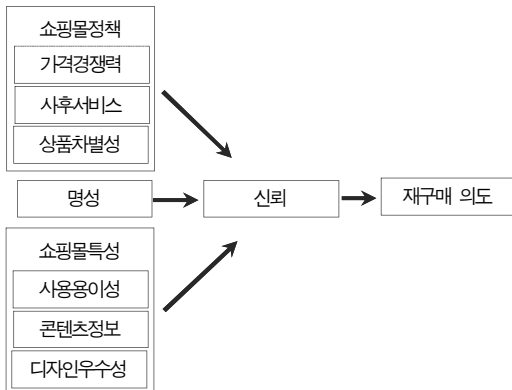 쇼핑몰정책
가격경쟁력
사후서비스
상품차별성
명성
신뢰
재구매 의도
쇼핑몰특성
사용용이성
콘텐츠정보
디자인우수성